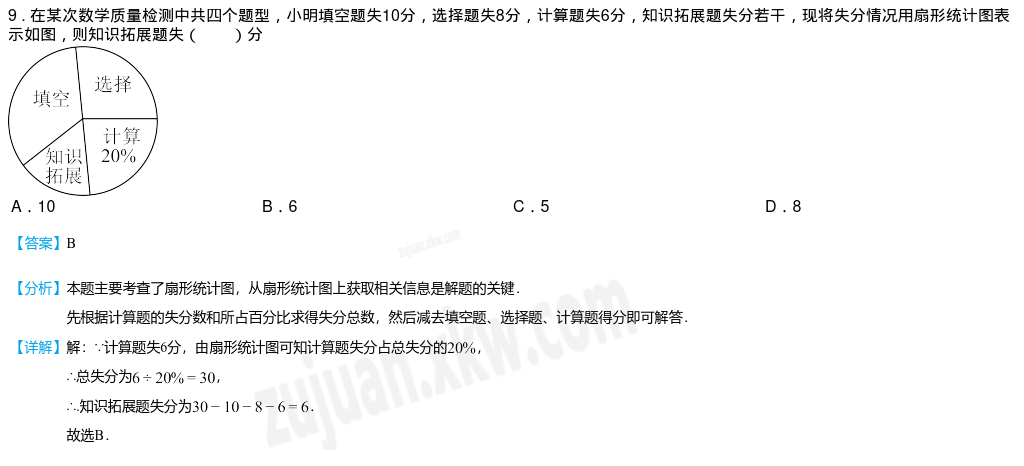 9．在某次数学质量检测中共四个题型，小明填空题失10分，选择题失8分，计算题失6分，知识拓展题失分若干，现将失分情况用扇形统计图表
示如图，则知识拓展题失（　　）分
选择
填空
计算
20%
知识
拓展
A．10 B．6 C．5 D．8
【答案】B
zujuan.xkw.com
【分析】本题主要考查了扇形统计图，从扇形统计图上获取相关信息是解题的关键．
先根据计算题的失分数和所占百分比求得失分总数，然后减去填空题、选择题、计算题得分即可解答．
【详解】解：∵计算题失6分，由扇形统计图可知计算题失分占总失分的20%，
∴总失分为6÷20%=30，
∴知识拓展题失分为30－10－8－6=6．
故选B．
zujuan.xkw.com